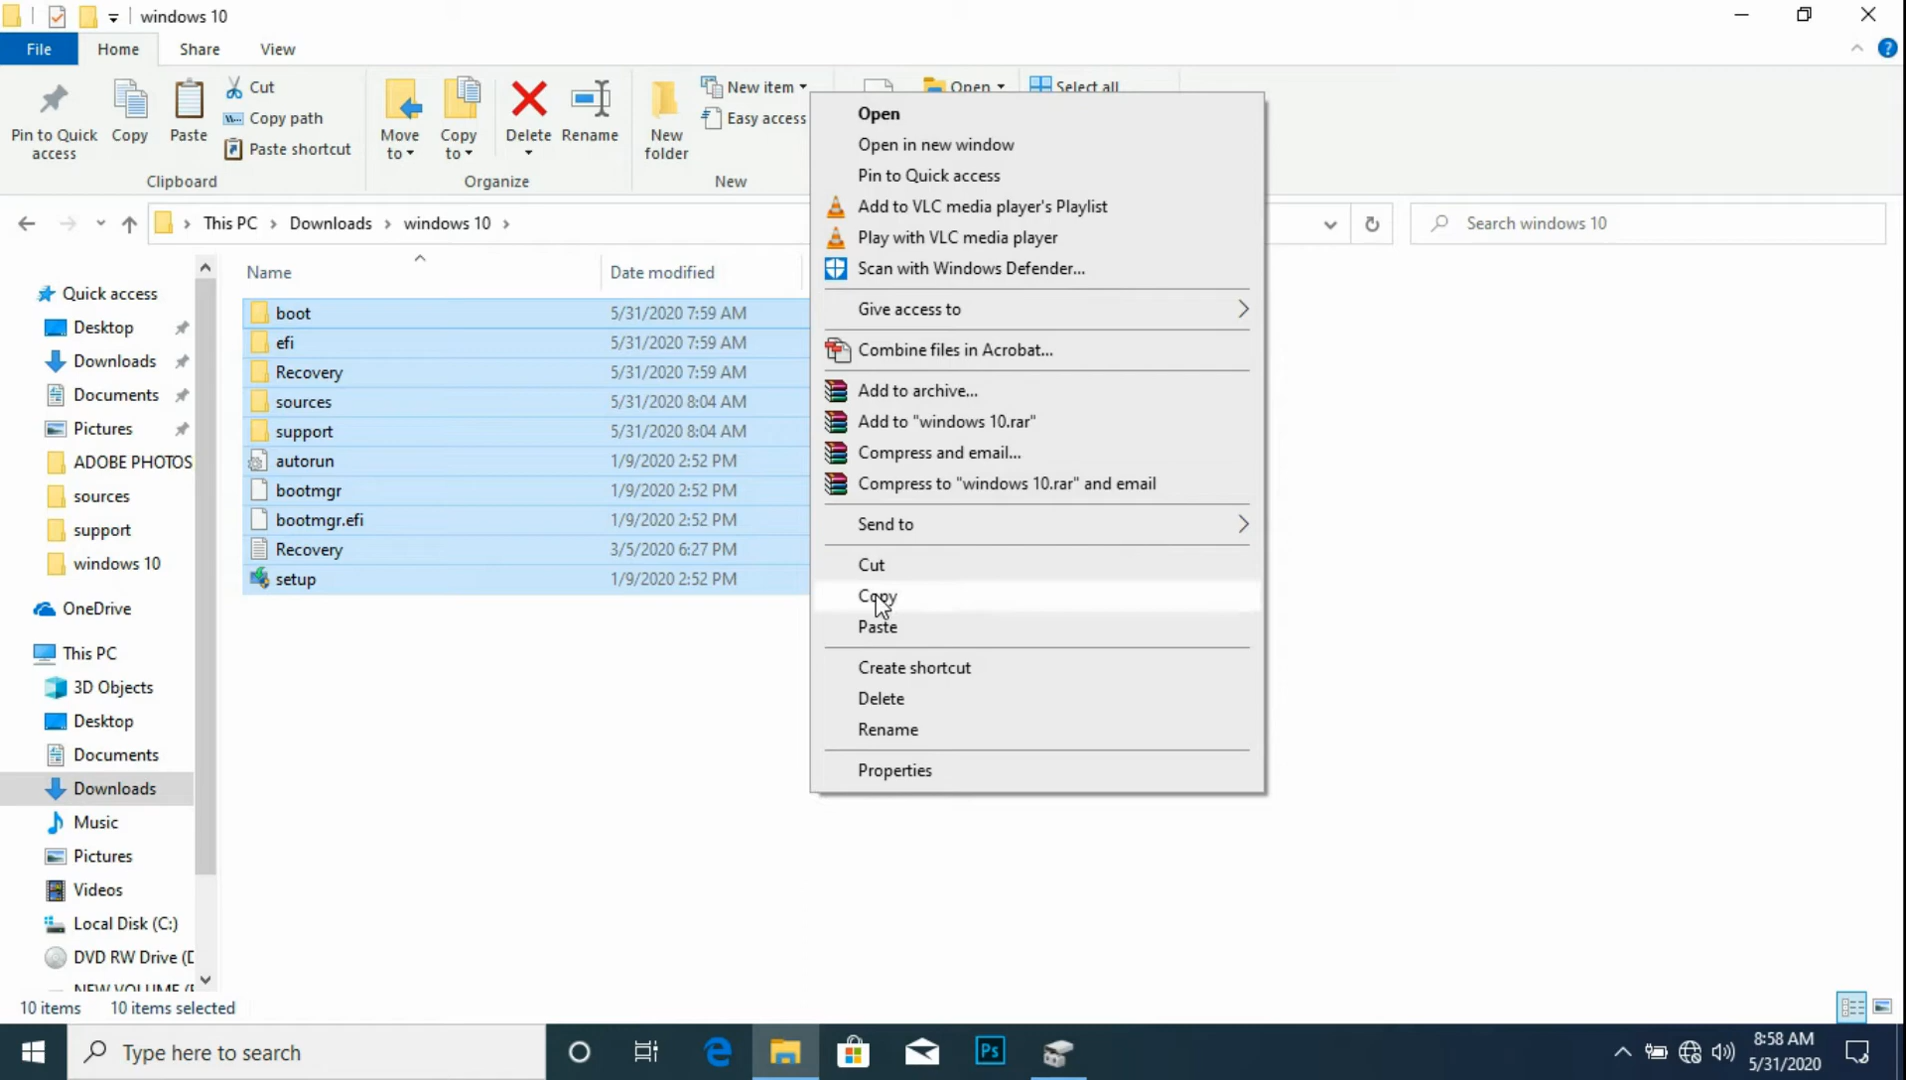 windows 10
File Home Share View
Pin to Quick access
Copy
Paste
Cut
Copy path
Paste shortcut
Clipboard
Move to
Copy to
Delete
Rename
Organize
New folder
New item
Easy access
New
Open
Select all
This PC > Downloads > windows 10 >
Search windows 10
Name Date modified
Quick access
Desktop
Downloads
Documents
Pictures
ADOBE PHOTOS
sources
support
windows 10
OneDrive
This PC
3D Objects
Desktop
Documents
Downloads
Music
Pictures
Videos
Local Disk (C:)
DVD RW Drive (D
NEW VOLUME (
boot 5/31/2020 7:59 AM
efi 5/31/2020 7:59 AM
Recovery 5/31/2020 7:59 AM
sources 5/31/2020 8:04 AM
support 5/31/2020 8:04 AM
autorun 1/9/2020 2:52 PM
bootmgr 1/9/2020 2:52 PM
bootmgr.efi 1/9/2020 2:52 PM
Recovery 3/5/2020 6:27 PM
setup 1/9/2020 2:52 PM
Open
Open in new window
Pin to Quick access
Add to VLC media player's Playlist
Play with VLC media player
Scan with Windows Defender...
Give access to
Combine files in Acrobat...
Add to archive...
Add to "windows 10.rar"
Compress and email...
Compress to "windows 10.rar" and email
Send to
Cut
Copy
Paste
Create shortcut
Delete
Rename
Properties
10 items 10 items selected
Type here to search
Ps
8:58 AM
5/31/2020